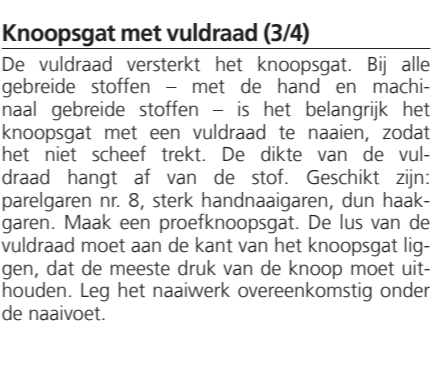 Knoopsgat met vuldraad (3/4)
De vuldraad versterkt het knoopsgat. Bij alle
gebreide stoffen – met de hand en machi-
naal gebreide stoffen – is het belangrijk het
knoopsgat met een vuldraad te naaien, zodat
het niet scheef trekt. De dikte van de vul-
draad hangt af van de stof. Geschikt zijn:
parelgaren nr. 8, sterk handnaaigaren, dun haak-
garen. Maak een proefknoopsgat. De lus van de
vuldraad moet aan de kant van het knoopsgat lig-
gen, dat de meeste druk van de knoop moet uit-
houden. Leg het naaiwerk overeenkomstig onder
de naaivoet.